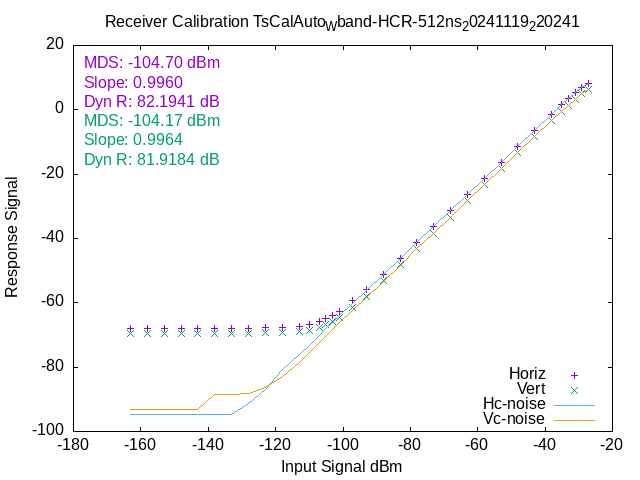 Receiver Calibration TsCalAuto_Wband-HCR-512ns_20241119_220241
20
0
-20
-40
-60
-80
-100
Response Signal
MDS: -104.70 dBm
Slope: 0.9960
Dyn R: 82.1941 dB
MDS: -104.17 dBm
Slope: 0.9964
Dyn R: 81.9184 dB
Horiz
Vert
Hc-noise
Vc-noise
-180 -160 -140 -120 -100 -80 -60 -40 -20
Input Signal dBm